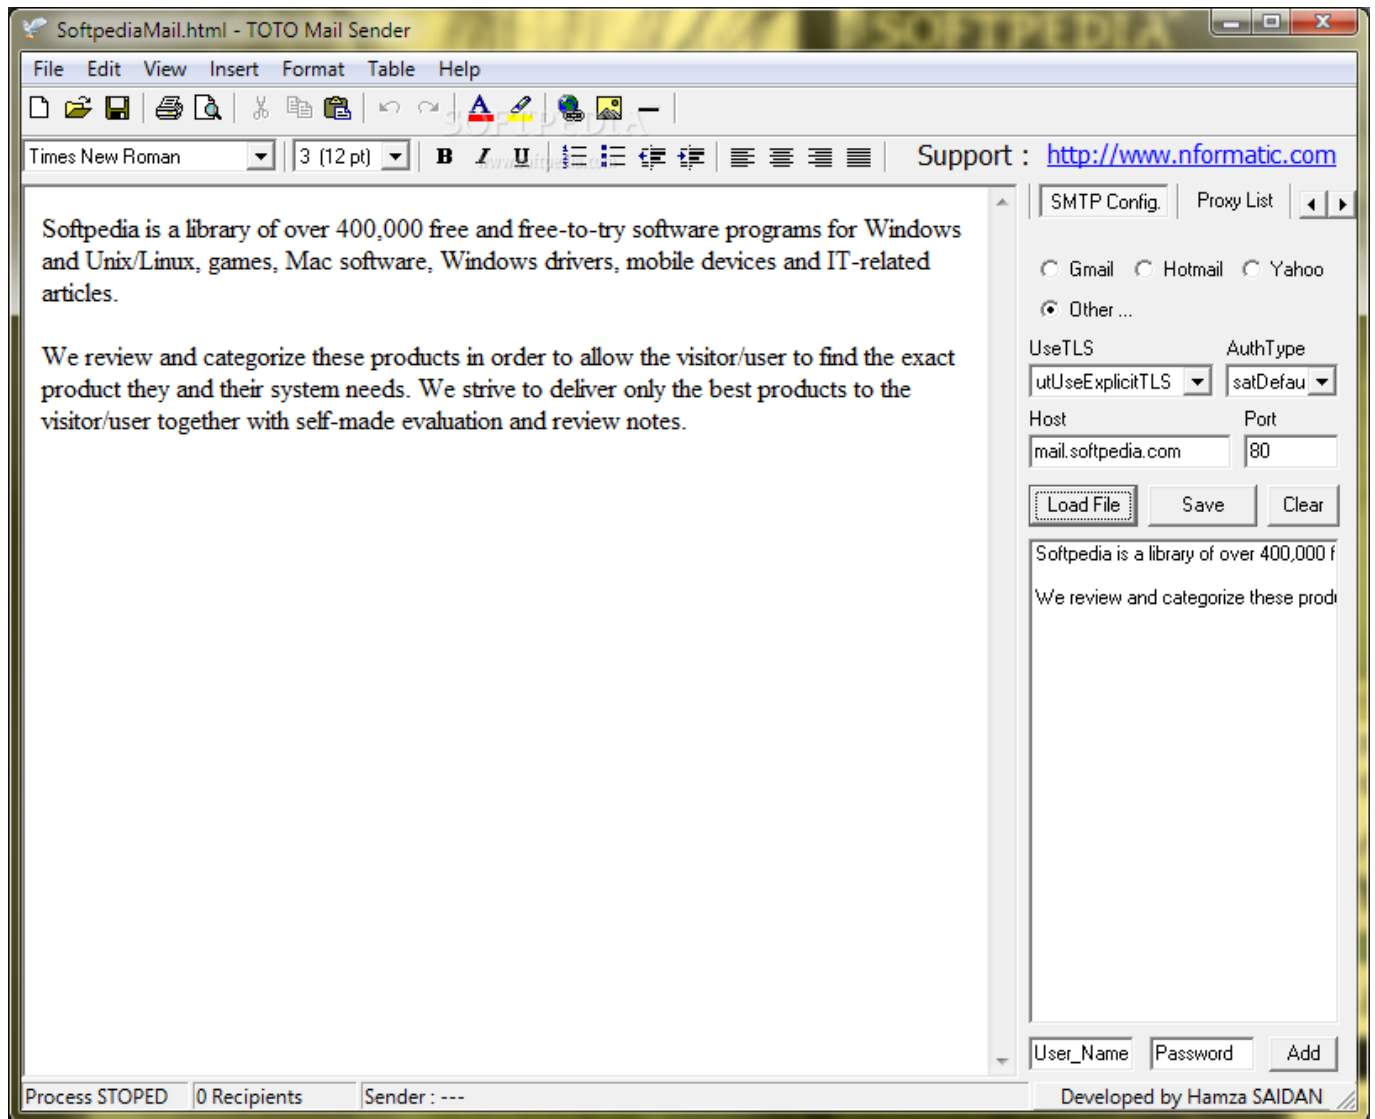 SoftpediaMail.html - TOTO Mail Sender
SOFTPEDIA
File Edit View Insert Format Table Help
SOFTPEDIA
Times New Roman 3 (12 pt) B I U Support : http://www.nformatic.com
SMTP Config. Proxy List
Softpedia is a library of over 400,000 free and free-to-try software programs for Windows
and Unix/Linux, games, Mac software, Windows drivers, mobile devices and IT-related
articles.
We review and categorize these products in order to allow the visitor/user to find the exact
product they and their system needs. We strive to deliver only the best products to the
visitor/user together with self-made evaluation and review notes.
Gmail Hotmail Yahoo
Other ...
UseTLS AuthType
utUseExplicitTLS satDefau
Host Port
mail.softpedia.com 80
Load File Save Clear
Softpedia is a library of over 400,000 f
We review and categorize these produ
User_Name Password Add
Process STOPED 0 Recipients Sender : --- Developed by Hamza SAIDAN